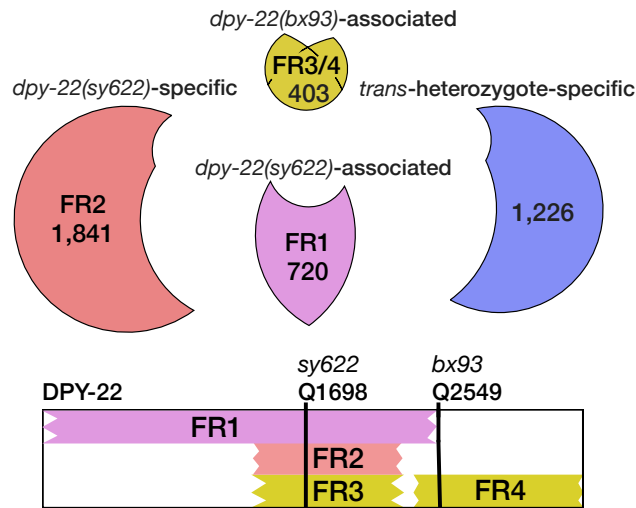 dpy-22(bx93)-associated
FR3/4
403
dpy-22(sy622)-specific
trans-heterozygote-specific
FR2
1,841
dpy-22(sy622)-associated
FR1
720
1,226
sy622
bx93
DPY-22
Q1698
Q2549
FR1
FR2
FR3
FR4